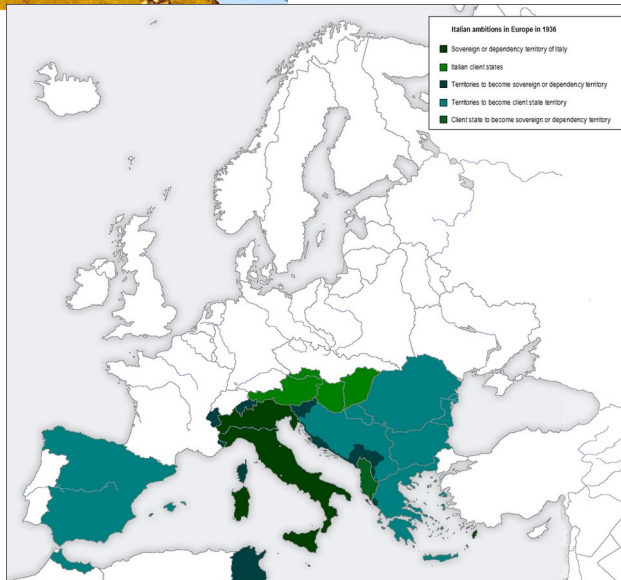 Italian ambitions in Europe in 1936
Sovereign or dependency territory of Italy
Italian client states
Territories to become sovereign or dependency territory
Territories to become client state territory
Client state to become sovereign or dependency territory